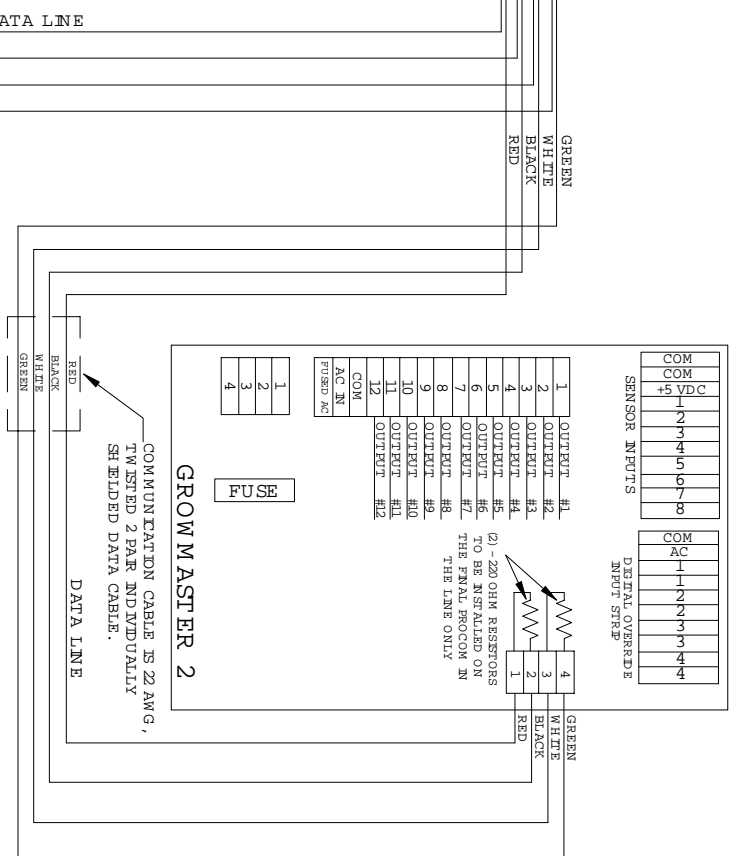 ATA LINE
GREEN
WHITE
BLACK
RED
RED
BLACK
WHITE
GREEN
COMMUNICATION CABLE IS 22 AWG,
TWISTED 2 PAIR INDIVIDUALLY
SHIELDED DATA CABLE.
DATA LINE
GROWMASTER 2
FUSE
1
2
3
4
1
2
3
4
5
6
7
8
9
10
11
12
COM
AC IN
FUSED AC
OUTPUT #1
OUTPUT #2
OUTPUT #3
OUTPUT #4
OUTPUT #5
OUTPUT #6
OUTPUT #7
OUTPUT #8
OUTPUT #9
OUTPUT #10
OUTPUT #11
OUTPUT #12
(2) - 220 OHM RESISTORS
TO BE INSTALLED ON
THE FINAL PROCOM IN
THE LINE ONLY
COM
COM
+5 VDC
1
2
3
4
5
6
7
8
SENSOR INPUTS
COM
AC
1
1
2
2
3
3
4
4
DIGITAL OVERRIDE
INPUT STRIP
4
3
2
1
GREEN
WHITE
BLACK
RED